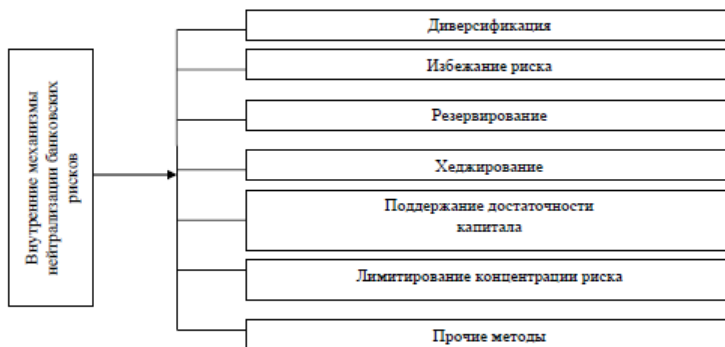 Внутренние механизмы
нейтрализации банковских
рисков
Диверсификация
Избежание риска
Резервирование
Хеджирование
Поддержание достаточности
капитала
Лимитирование концентрации риска
Прочие методы